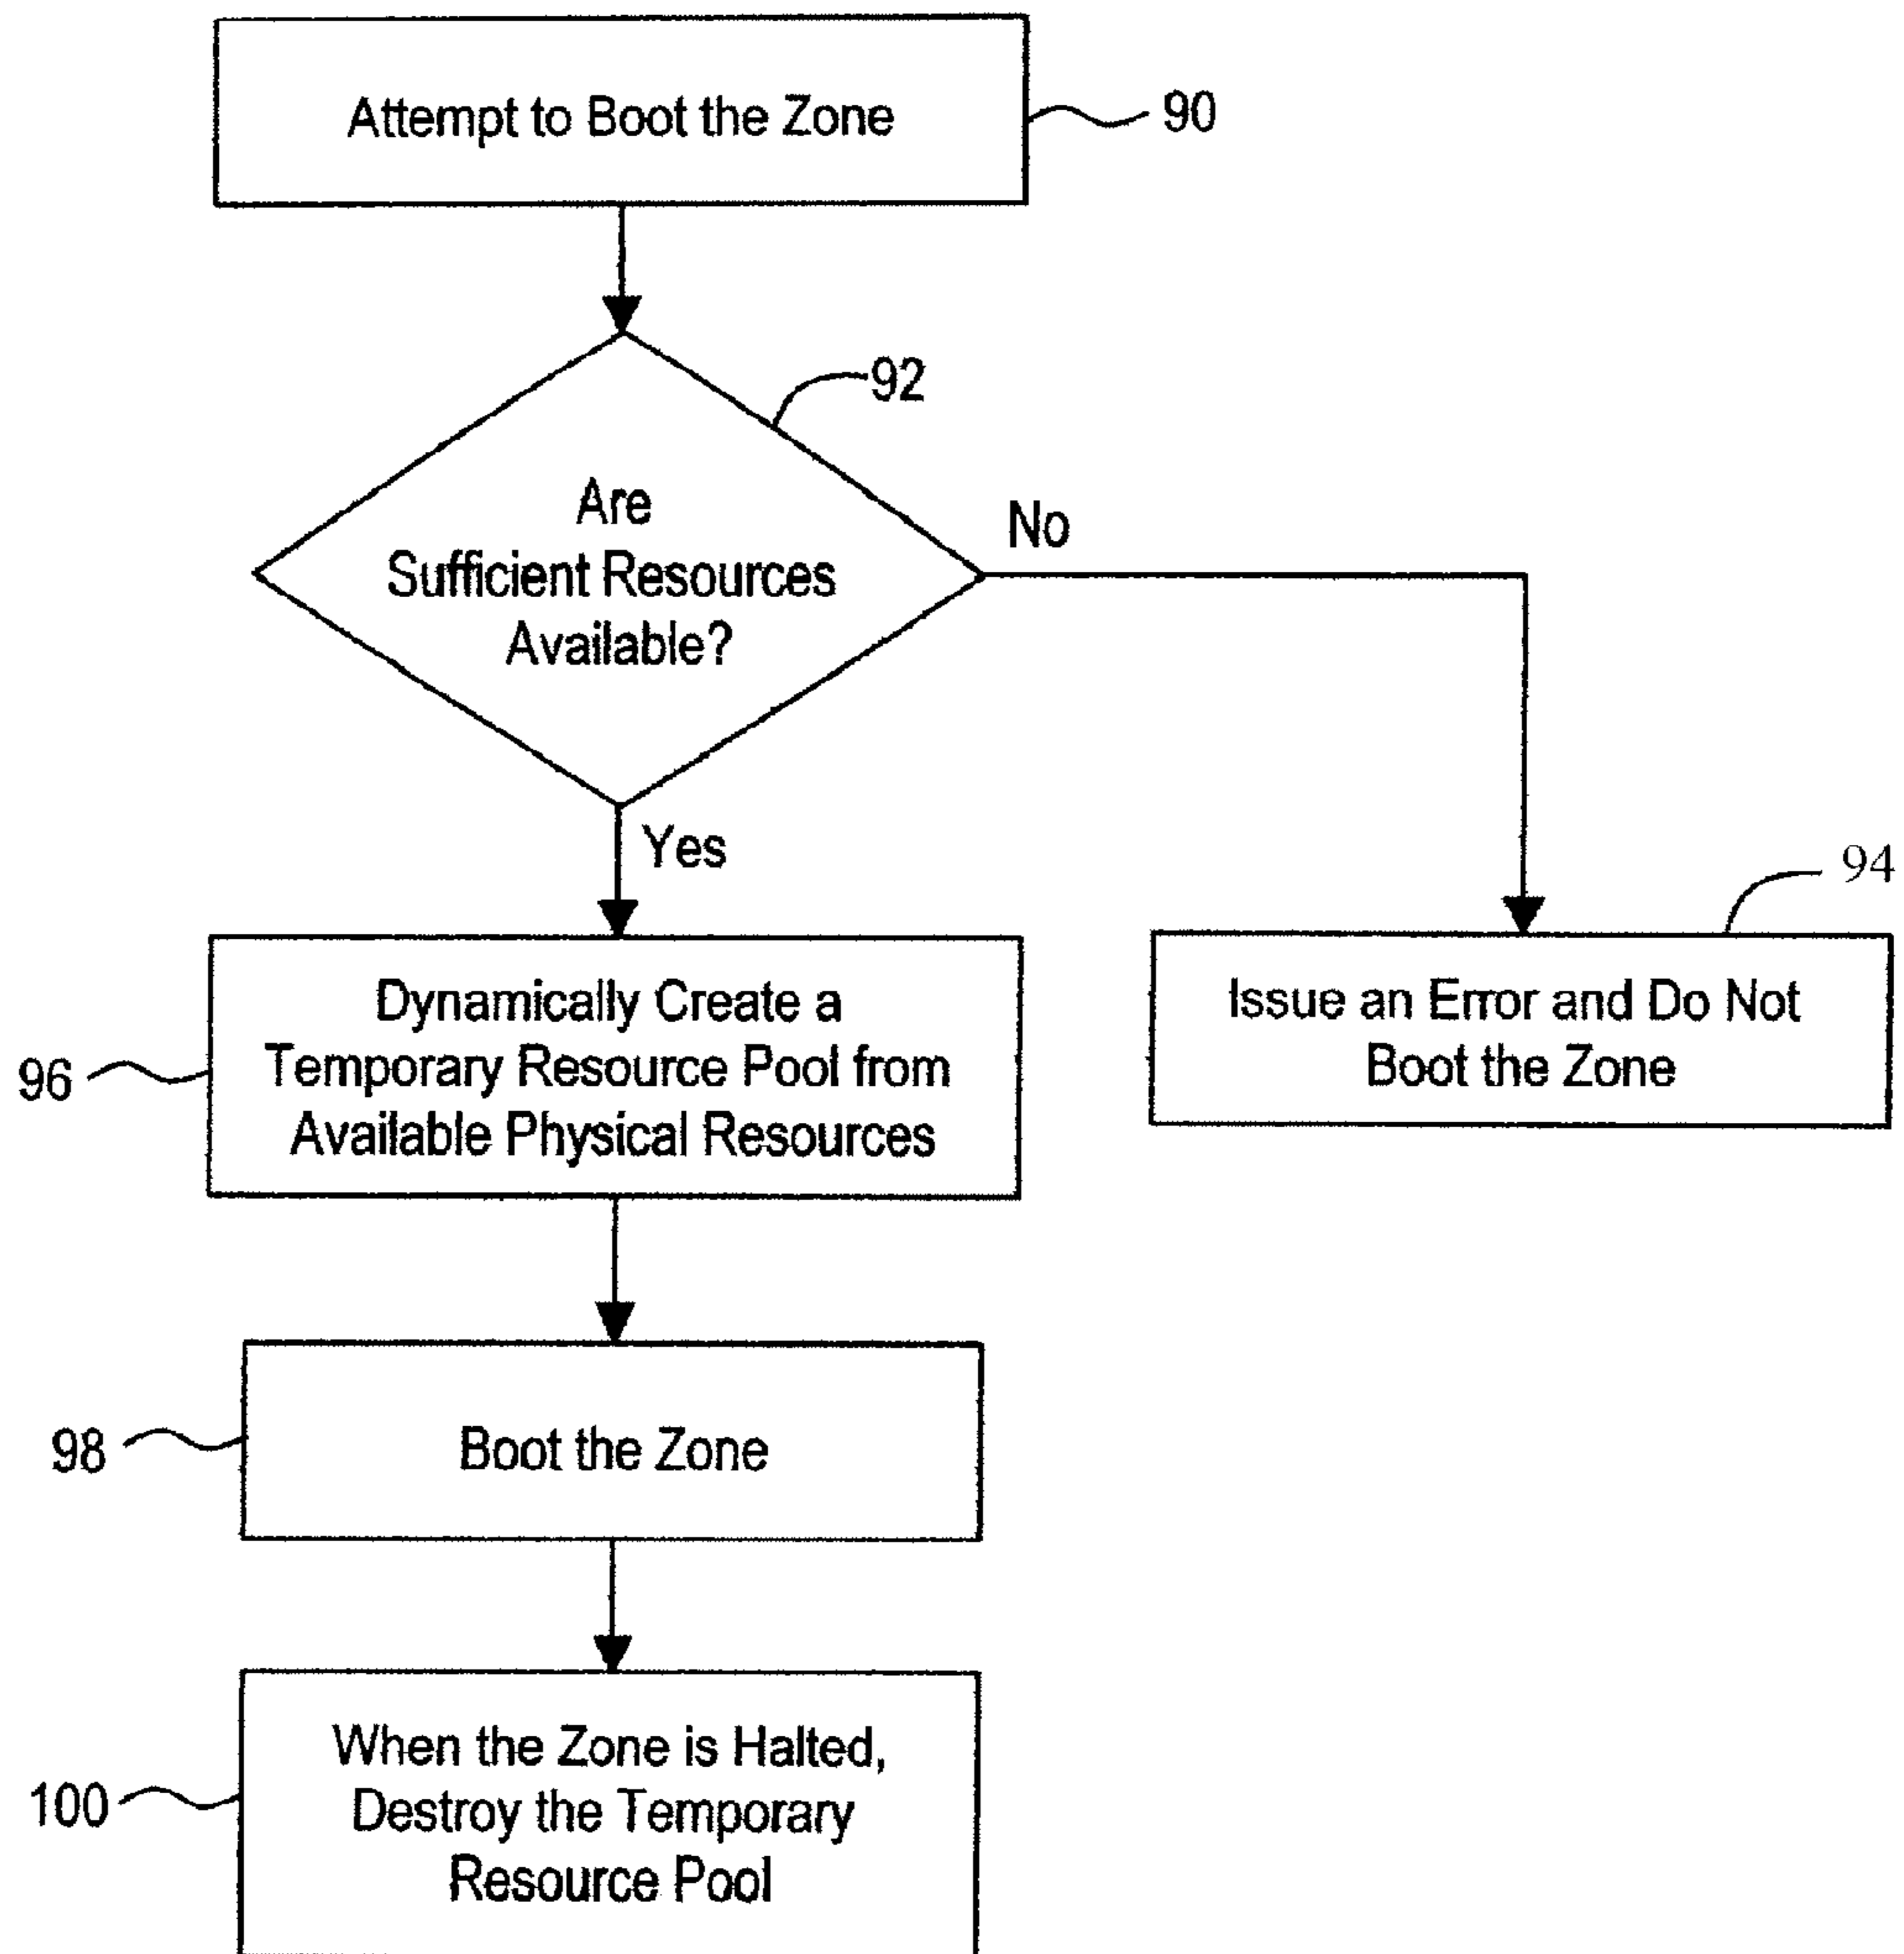 Attempt to Boot the Zone
90
92
Are
Sufficient Resources
Available?
No
Yes
94
Issue an Error and Do Not
Boot the Zone
96
Dynamically Create a
Temporary Resource Pool from
Available Physical Resources
98
Boot the Zone
100
When the Zone is Halted,
Destroy the Temporary
Resource Pool